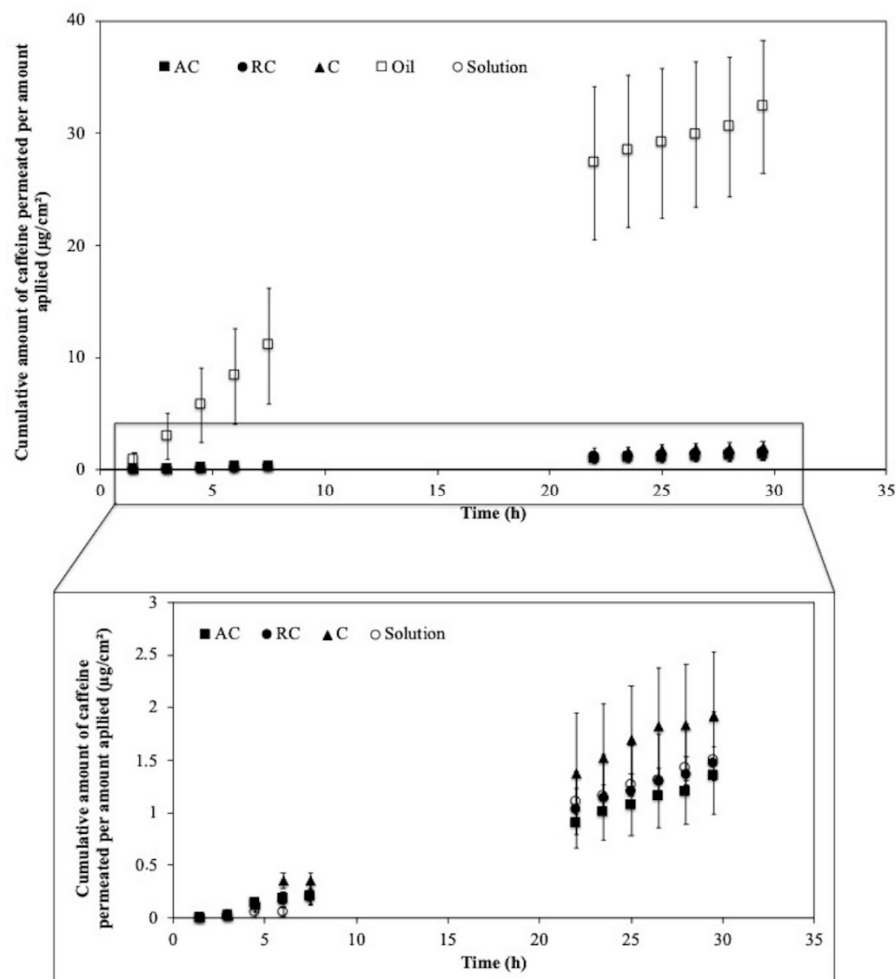 Cumulative amount of caffeine permeated per amount
apllied (µg/cm²)
40
30
20
10
0
AC RC C Oil Solution
0 5 10 15 20 25 30 35
Time (h)
Cumulative amount of caffeine
permeated per amount apllied (µg/cm²)
3
2.5
2
1.5
1
0.5
0
AC RC C Solution
0 5 10 15 20 25 30 35
Time (h)